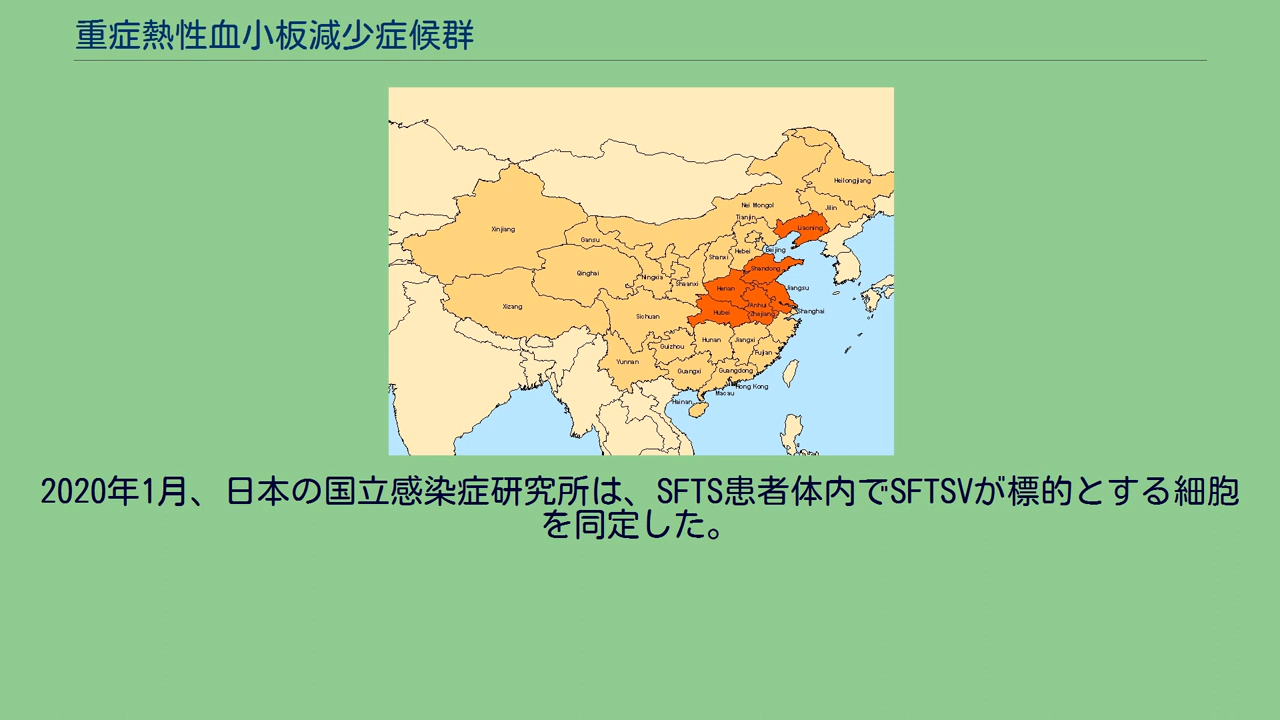 重症熱性血小板減少症候群
Heilongjiang
Nei Mongol
Jilin
Tianjin
Liaoning
Xinjiang
Gansu
Hebei
Beijing
Shanxi
Shandong
Qinghai
Ningxia
Shaanxi
Henan
Jiangsu
Xizang
Anhui
Hubei
Zhejiang
Shanghai
Sichuan
Hunan
Jiangxi
Guizhou
Fujian
Yunnan
Guangxi
Guangdong
Hong Kong
Macau
Hainan
2020年1月、日本の国立感染症研究所は、SFTS患者体内でSFTSVが標的とする細胞
を同定した。